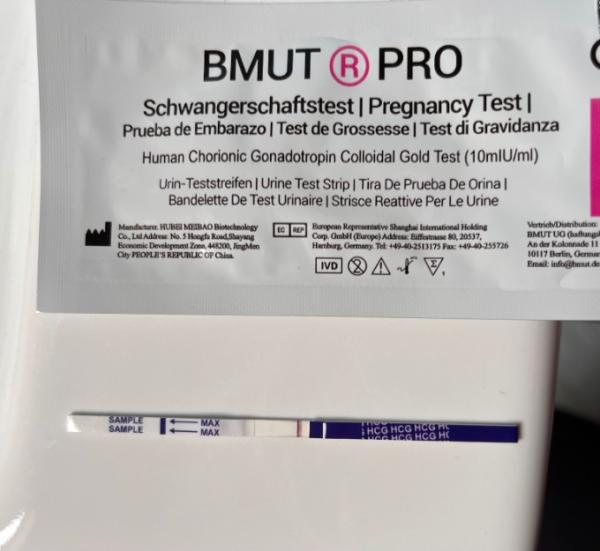 BMUT ® PRO
Schwangerschaftstest | Pregnancy Test |
Prueba de Embarazo | Test de Grossesse | Test di Gravidanza
Human Chorionic Gonadotropin Colloidal Gold Test (10mIU/ml)
Urin-Teststreifen | Urine Test Strip | Tira De Prueba De Orina |
Bandelette De Test Urinaire | Strisce Reattive Per Le Urine
Manufacturer: HUBEI MEIBAO Biotechnology
Co., Ltd Address: No. 5 Hongfa Road,Shayang
Economic Development Zone, 448200, JingMen
City PEOPLE'S REPUBLIC OF China.
EC REP
European Representative Shanghai International Holding
Corp. GmbH (Europe) Address: Eiffestrasse 80, 20537,
Hamburg, Germany. Tel: +49-40-2513175 Fax: +49-40-255726
IVD
Vertrieb/Distribution:
BMUT UG
An der Kolonnade 11
10117 Berlin,
Email:
SAMPLE MAX
SAMPLE MAX
HCG HCG HCG
HCG HCG HCG